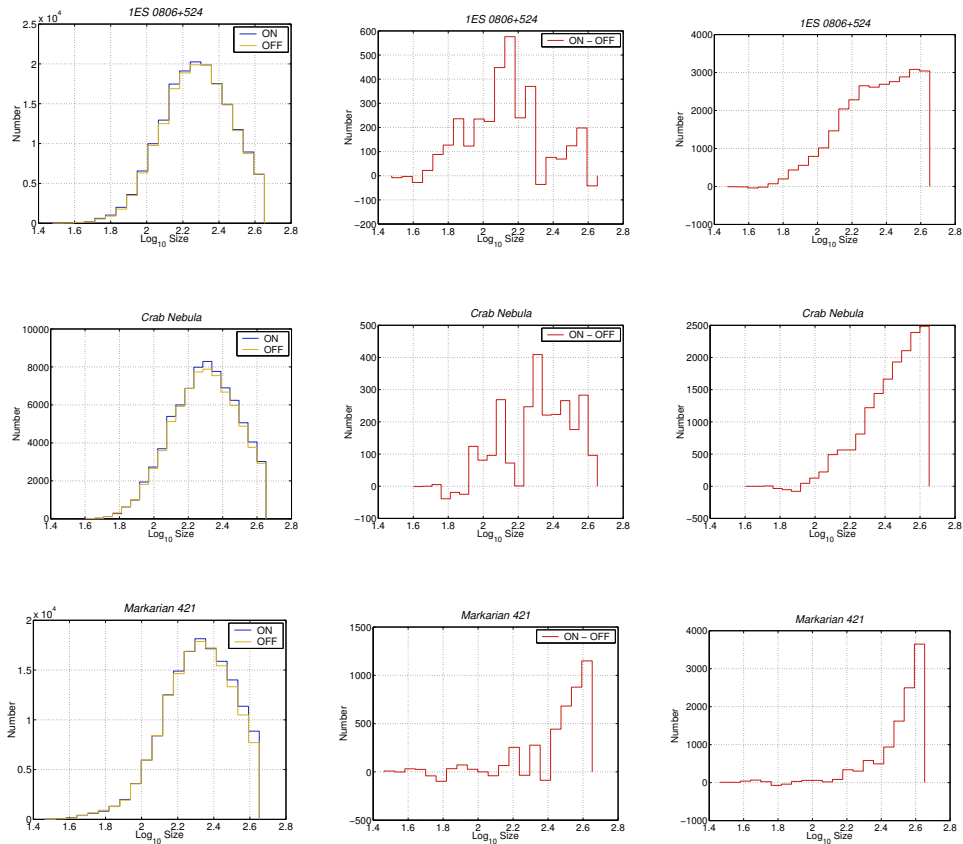 1ES 0806+524
x 10^4
2.5
2
1.5
1
0.5
0
Number
ON
OFF
1.4 1.6 1.8 2 2.2 2.4 2.6 2.8
Log10 Size
1ES 0806+524
600
500
400
300
200
100
0
−100
−200
Number
ON − OFF
1.4 1.6 1.8 2 2.2 2.4 2.6 2.8
Log10 Size
1ES 0806+524
4000
3000
2000
1000
0
−1000
Number
1.4 1.6 1.8 2 2.2 2.4 2.6 2.8
Log10 Size
Crab Nebula
10000
8000
6000
4000
2000
0
Number
ON
OFF
1.4 1.6 1.8 2 2.2 2.4 2.6 2.8
Log10 Size
Crab Nebula
500
400
300
200
100
0
−100
Number
ON − OFF
1.4 1.6 1.8 2 2.2 2.4 2.6 2.8
Log10 Size
Crab Nebula
2500
2000
1500
1000
500
0
−500
Number
1.4 1.6 1.8 2 2.2 2.4 2.6 2.8
Log10 Size
Markarian 421
x 10^4
2
1.5
1
0.5
0
Number
ON
OFF
1.4 1.6 1.8 2 2.2 2.4 2.6 2.8
Log10 Size
Markarian 421
1500
1000
500
0
−500
Number
ON − OFF
1.4 1.6 1.8 2 2.2 2.4 2.6 2.8
Log10 Size
Markarian 421
4000
3000
2000
1000
0
−1000
Number
1.4 1.6 1.8 2 2.2 2.4 2.6 2.8
Log10 Size